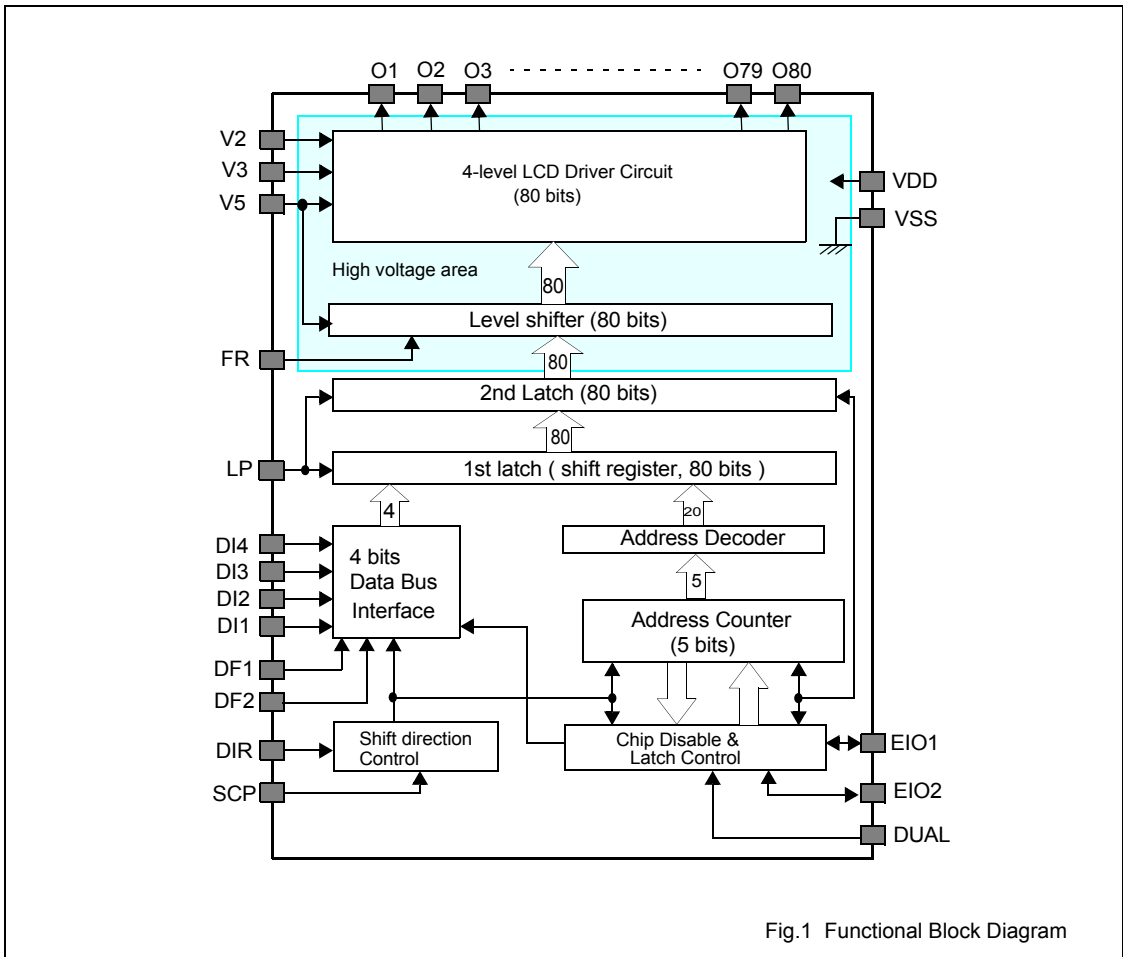 O1 O2 O3 - - - - - - - - - - - - - - - - - - O79 O80
V2
V3
V5
4-level LCD Driver Circuit
(80 bits)
VDD
VSS
High voltage area
80
Level shifter (80 bits)
FR
80
2nd Latch (80 bits)
80
LP
1st latch ( shift register, 80 bits )
4
20
Address Decoder
DI4
DI3
DI2
DI1
4 bits
Data Bus
Interface
5
Address Counter
(5 bits)
DF1
DF2
DIR
SCP
Shift direction
Control
Chip Disable &
Latch Control
EIO1
EIO2
DUAL
Fig.1 Functional Block Diagram